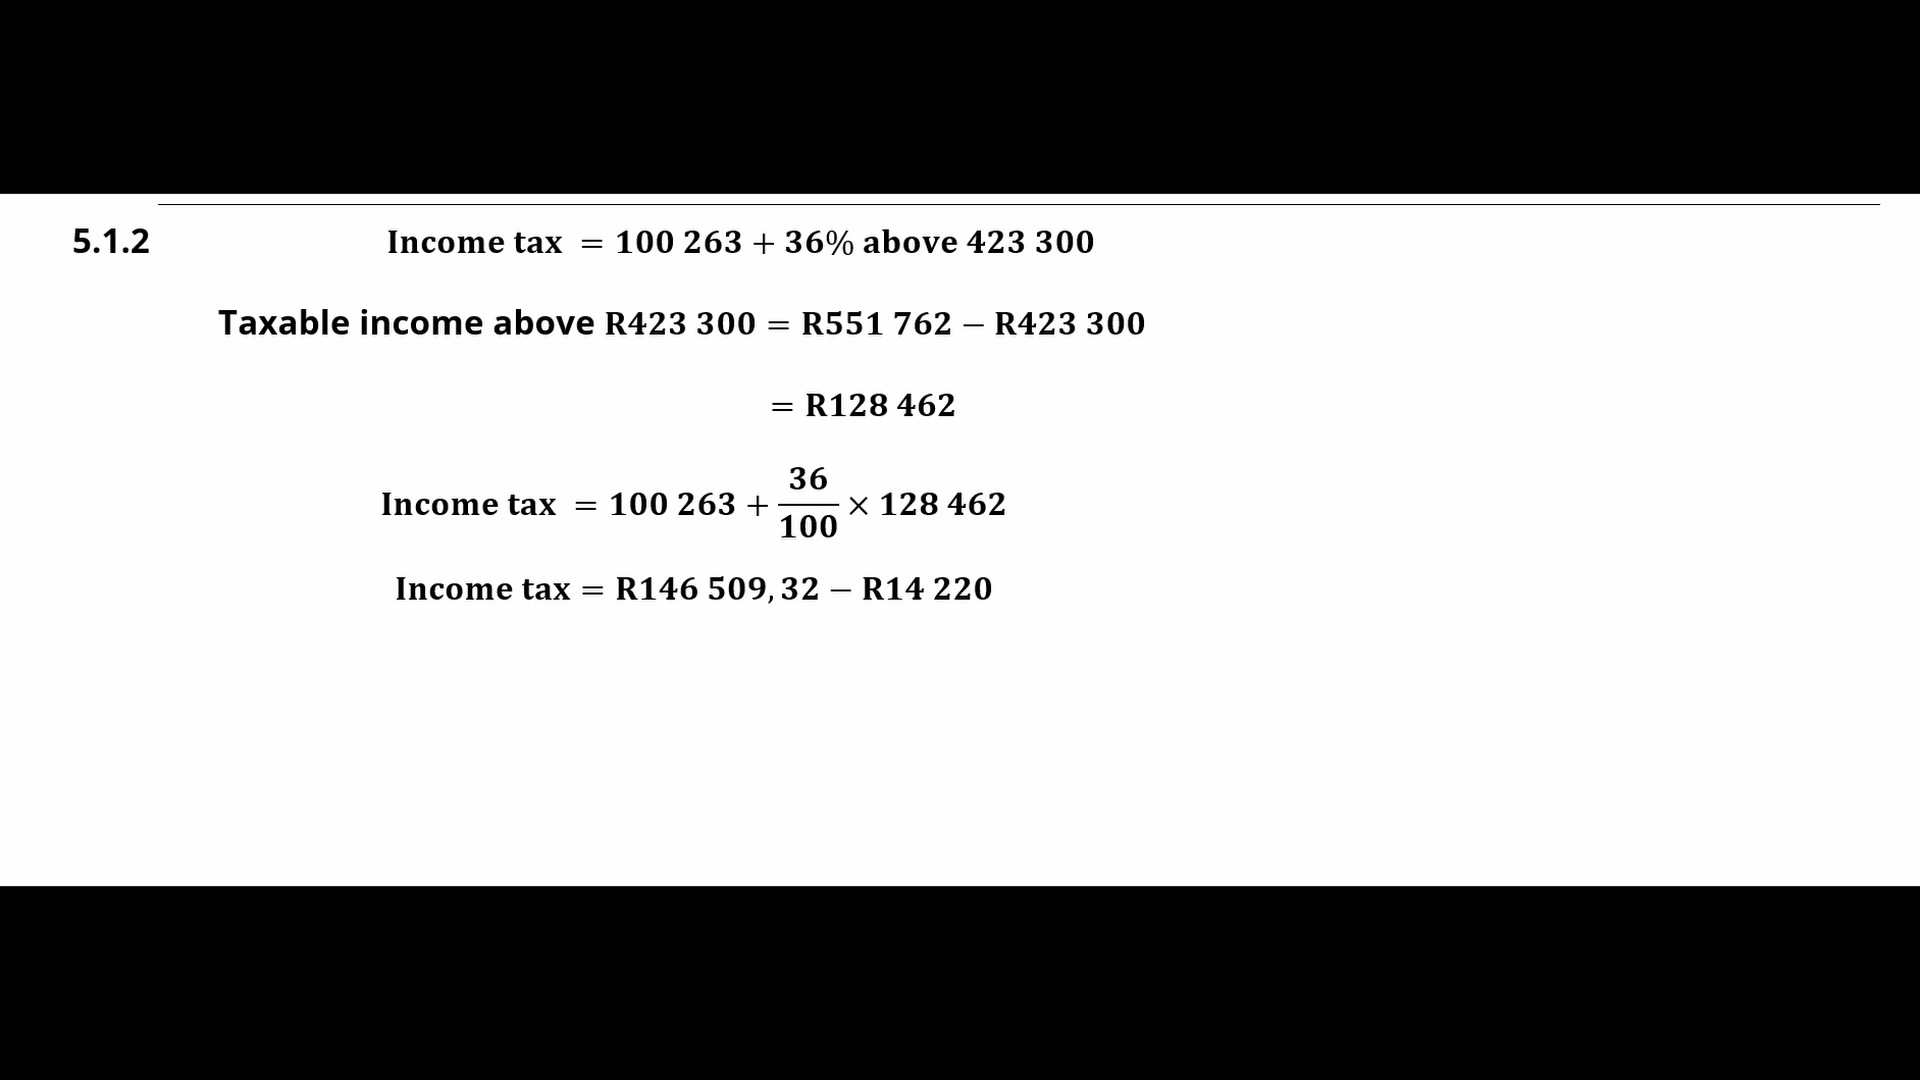 5.1.2 Income tax = 100 263 + 36% above 423 300
Taxable income above R423 300 = R551 762 − R423 300
= R128 462
Income tax = 100 263 + 36/100 × 128 462
Income tax = R146 509,32 − R14 220